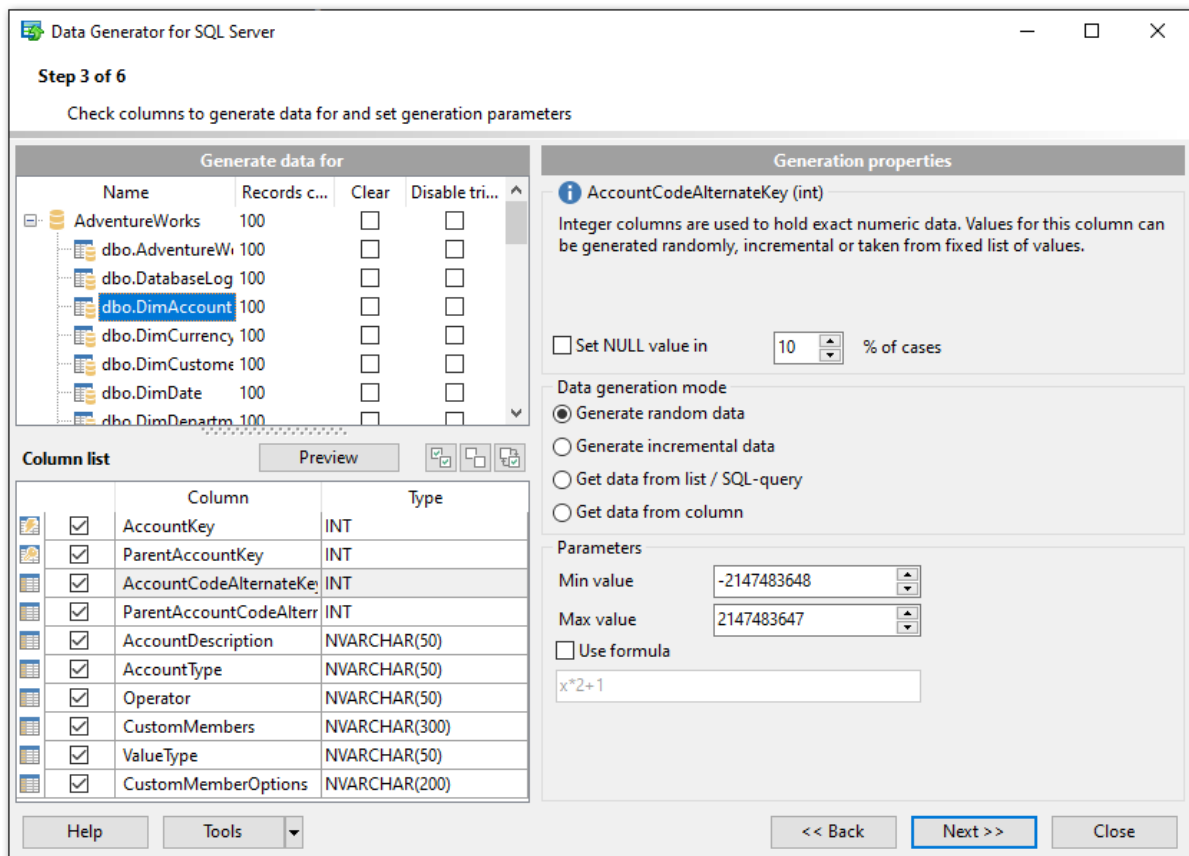 Data Generator for SQL Server
Step 3 of 6
Check columns to generate data for and set generation parameters
Generate data for
Name Records c... Clear Disable tri...
AdventureWorks 100
dbo.AdventureW 100
dbo.DatabaseLog 100
dbo.DimAccount 100
dbo.DimCurrency 100
dbo.DimCustome 100
dbo.DimDate 100
dbo.DimDepartm 100
Column list Preview
Column Type
AccountKey INT
ParentAccountKey INT
AccountCodeAlternateKey INT
ParentAccountCodeAltern INT
AccountDescription NVARCHAR(50)
AccountType NVARCHAR(50)
Operator NVARCHAR(50)
CustomMembers NVARCHAR(300)
ValueType NVARCHAR(50)
CustomMemberOptions NVARCHAR(200)
Generation properties
AccountCodeAlternateKey (int)
Integer columns are used to hold exact numeric data. Values for this column can
be generated randomly, incremental or taken from fixed list of values.
Set NULL value in 10 % of cases
Data generation mode
Generate random data
Generate incremental data
Get data from list / SQL-query
Get data from column
Parameters
Min value -2147483648
Max value 2147483647
Use formula
x*2+1
Help Tools << Back Next >> Close